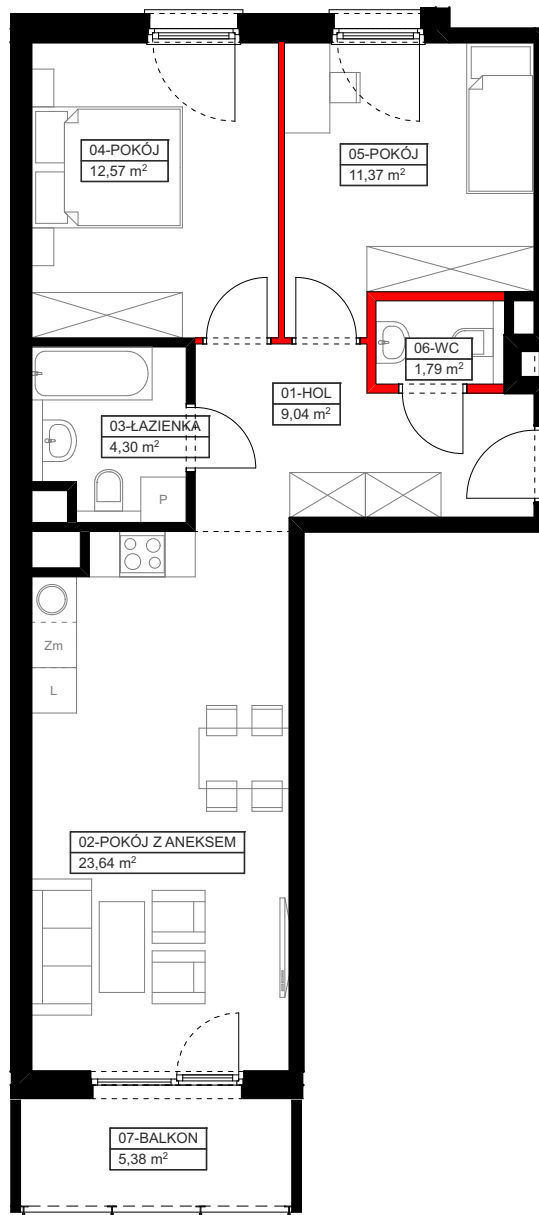 04-POKÓJ
12,57 m²
05-POKÓJ
11,37 m²
06-WC
1,79 m²
01-HOL
9,04 m²
03-ŁAZIENKA
4,30 m²
P
Zm
L
02-POKÓJ Z ANEKSEM
23,64 m²
07-BALKON
5,38 m²